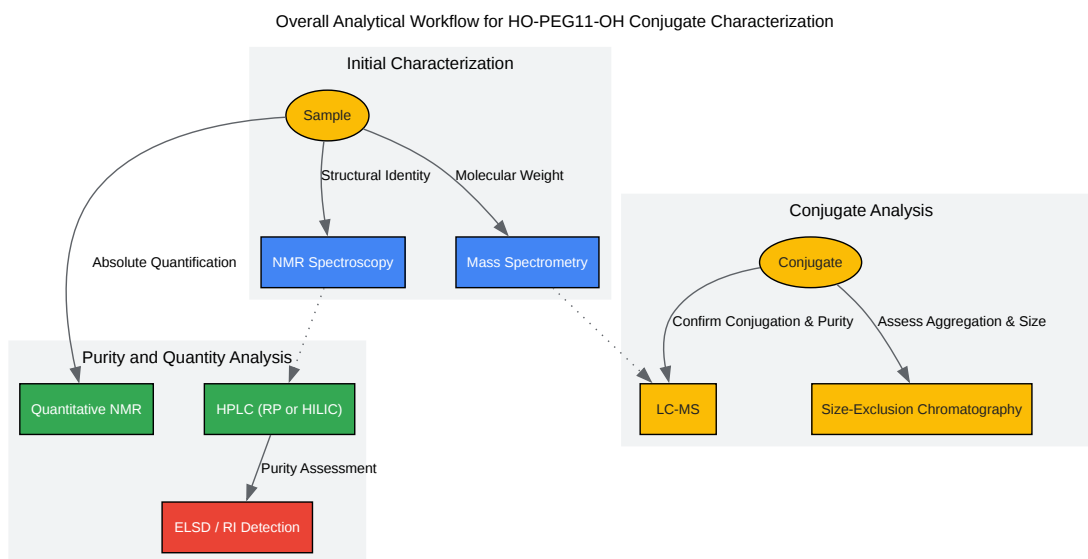 Overall Analytical Workflow for HO-PEG11-OH Conjugate Characterization
Initial Characterization
Sample
Structural Identity
Molecular Weight
NMR Spectroscopy
Mass Spectrometry
Absolute Quantification
Conjugate Analysis
Conjugate
Confirm Conjugation & Purity
Assess Aggregation & Size
LC-MS
Size-Exclusion Chromatography
Purity and Quantity Analysis
Quantitative NMR
HPLC (RP or HILIC)
Purity Assessment
ELSD / RI Detection